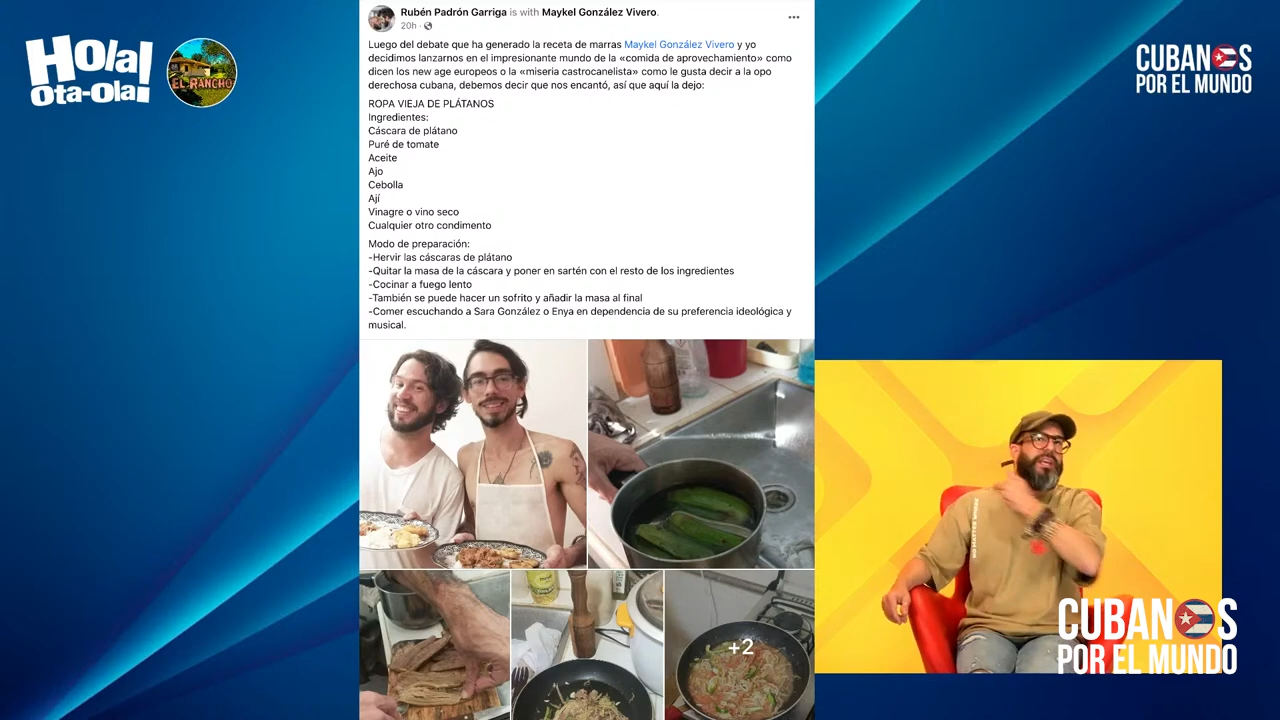 Hola!
Ota-Ola!
EL RANCHO
Rubén Padrón Garriga is with Maykel González Vivero.
20h
Luego del debate que ha generado la receta de marras Maykel González Vivero y yo
decidimos lanzarnos en el impresionante mundo de la «comida de aprovechamiento» como
dicen los new age europeos o la «miseria castrocanelista» como le gusta decir a la opo
derechosa cubana, debemos decir que nos encantó, así que aquí la dejo:
ROPA VIEJA DE PLÁTANOS
Ingredientes:
Cáscara de plátano
Puré de tomate
Aceite
Ajo
Cebolla
Ají
Vinagre o vino seco
Cualquier otro condimento
Modo de preparación:
-Hervir las cáscaras de plátano
-Quitar la masa de la cáscara y poner en sartén con el resto de los ingredientes
-Cocinar a fuego lento
-También se puede hacer un sofrito y añadir la masa al final
-Comer escuchando a Sara González o Enya en dependencia de su preferencia ideológica y
musical.
+2
CUBANOS
POR EL MUNDO
CUBANOS
POR EL MUNDO